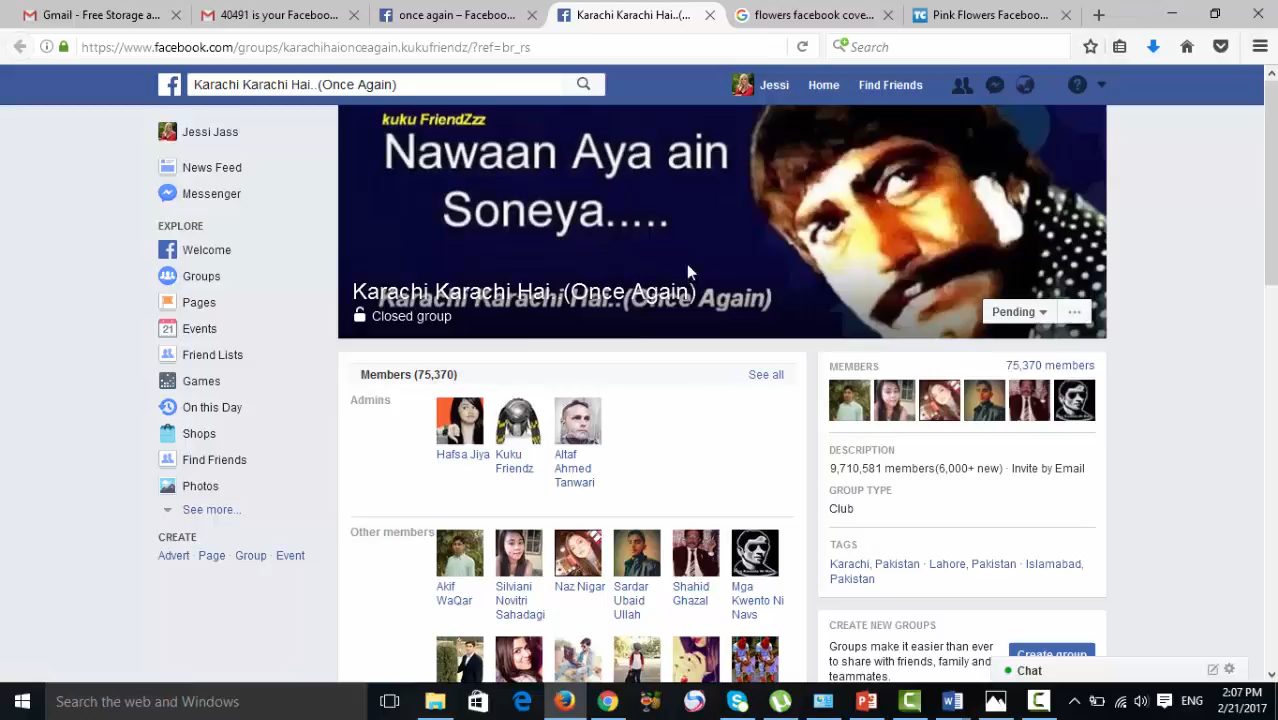 Gmail - Free Storage a...
40491 is your Facebook...
once again – Facebook...
Karachi Karachi Hai..(...
flowers facebook cove...
Pink Flowers Facebook...
https://www.facebook.com/groups/karachihaionceagain.kukufriendz/?ref=br_rs
Search
Karachi Karachi Hai..(Once Again)
Jessi
Home
Find Friends
Jessi Jass
News Feed
Messenger
EXPLORE
Welcome
Groups
Pages
21
Events
Friend Lists
Games
On this Day
Shops
Find Friends
Photos
See more...
CREATE
Advert
Page
Group
Event
kuku FriendZzz
Nawaan Aya ain
Soneya.....
Karachi Karachi Hai..(Once Again)
Karachi Karachi Hai..(Once Again)
Closed group
Pending
Members (75,370)
See all
Admins
Hafsa Jiya
Kuku Friendz
Altaf Ahmed Tanwari
Other members
Akif WaQar
Silviani Novitri Sahadagi
Naz Nigar
Sardar Ubaid Ullah
Shahid Ghazal
Mga Kwento Ni Navs
MEMBERS
75,370 members
DESCRIPTION
9,710,581 members(6,000+ new) · Invite by Email
GROUP TYPE
Club
TAGS
Karachi, Pakistan · Lahore, Pakistan · Islamabad,
Pakistan
CREATE NEW GROUPS
Groups make it easier than ever
to share with friends, family and
teammates.
Create group
Chat
Search the web and Windows
ENG
2:07 PM
2/21/2017